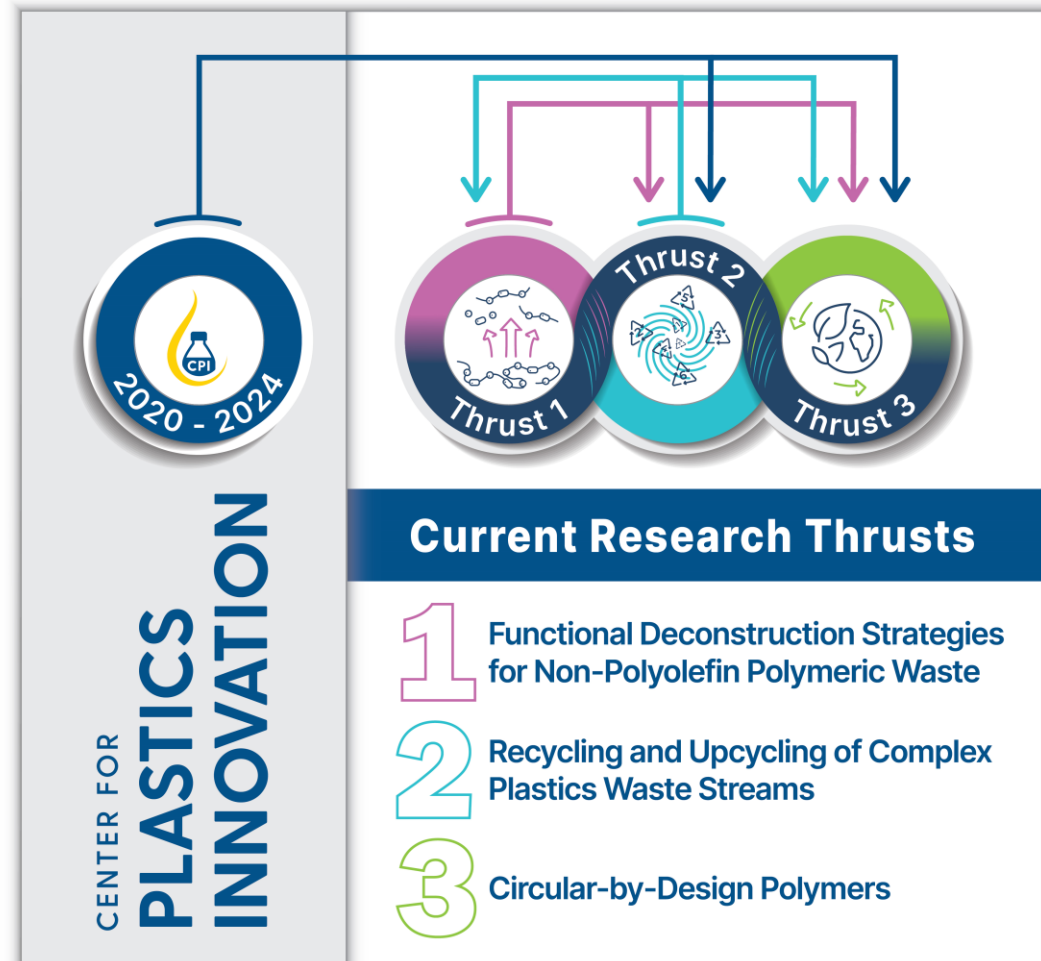 CPI
2020 - 2024
CENTER FOR
PLASTICS
INNOVATION
Thrust 1
Thrust 2
Thrust 3
Current Research Thrusts
1
Functional Deconstruction Strategies
for Non-Polyolefin Polymeric Waste
2
Recycling and Upcycling of Complex
Plastics Waste Streams
3
Circular-by-Design Polymers